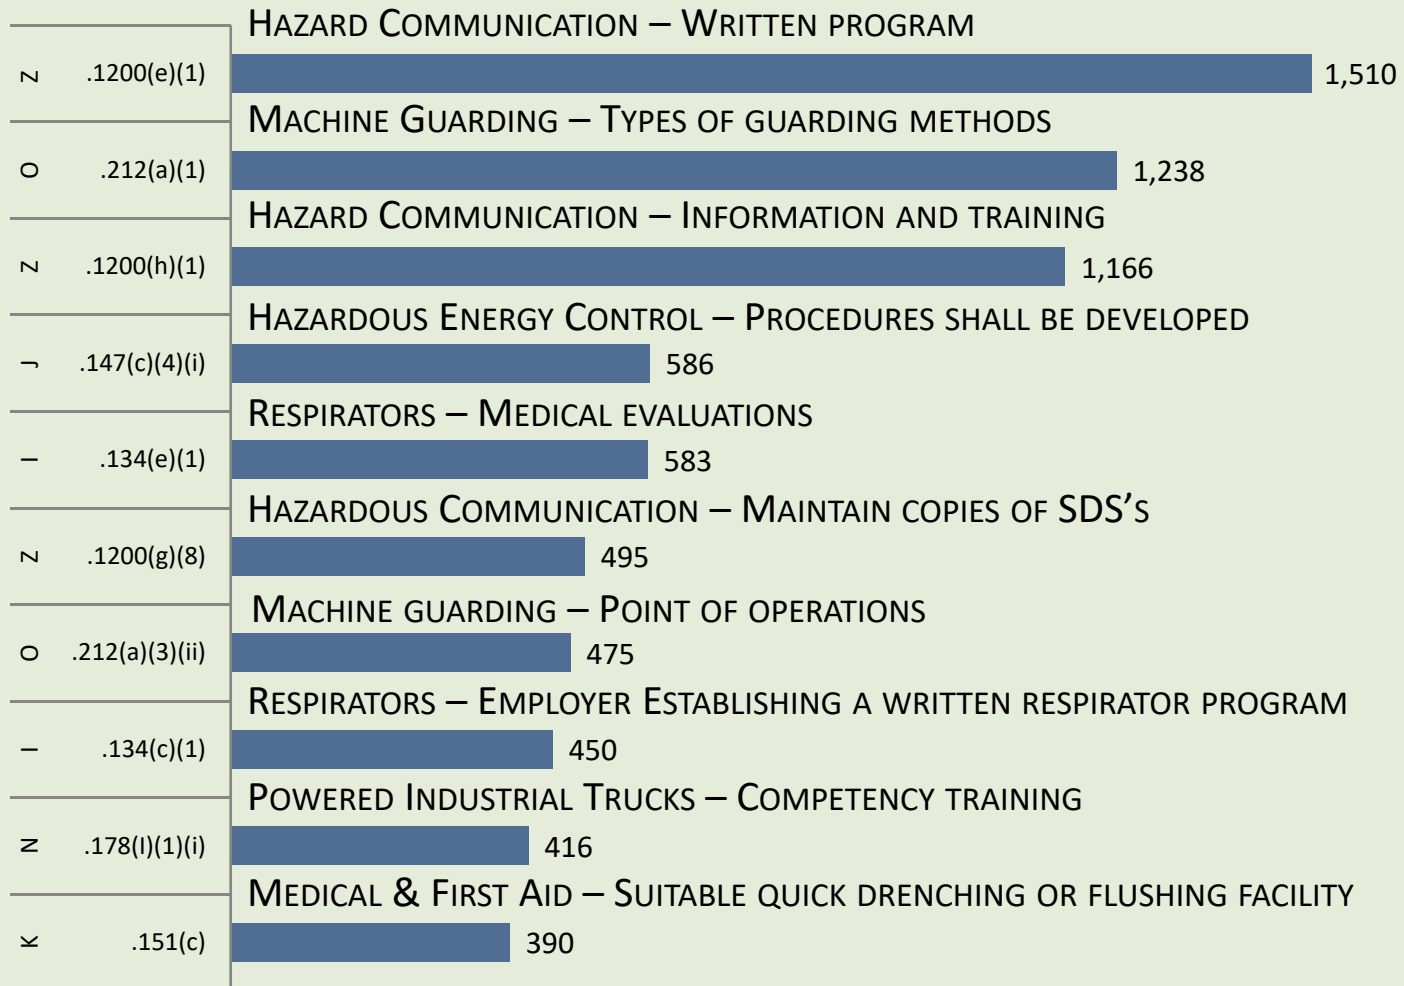 HAZARD COMMUNICATION – WRITTEN PROGRAM
Z .1200(e)(1) 1,510
MACHINE GUARDING – TYPES OF GUARDING METHODS
O .212(a)(1) 1,238
HAZARD COMMUNICATION – INFORMATION AND TRAINING
Z .1200(h)(1) 1,166
HAZARDOUS ENERGY CONTROL – PROCEDURES SHALL BE DEVELOPED
J .147(c)(4)(i) 586
RESPIRATORS – MEDICAL EVALUATIONS
I .134(e)(1) 583
HAZARDOUS COMMUNICATION – MAINTAIN COPIES OF SDS’S
Z .1200(g)(8) 495
MACHINE GUARDING – POINT OF OPERATIONS
O .212(a)(3)(ii) 475
RESPIRATORS – EMPLOYER ESTABLISHING A WRITTEN RESPIRATOR PROGRAM
I .134(c)(1) 450
POWERED INDUSTRIAL TRUCKS – COMPETENCY TRAINING
N .178(l)(1)(i) 416
MEDICAL & FIRST AID – SUITABLE QUICK DRENCHING OR FLUSHING FACILITY
K .151(c) 390